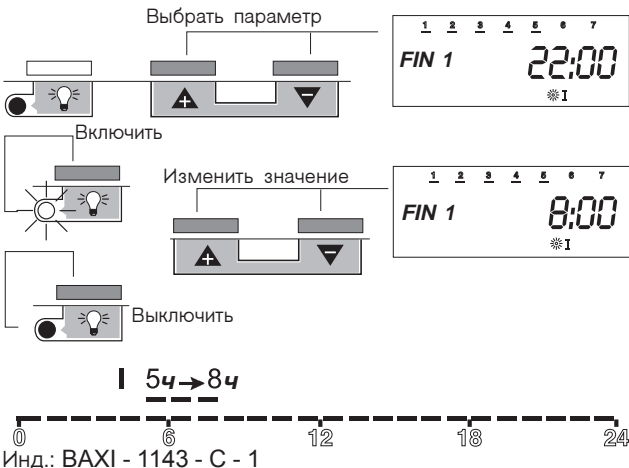 Выбрать параметр
1 2 3 4 5 6 7
FIN 1 22:00
I
+ −
Включить
Изменить значение
1 2 3 4 5 6 7
FIN 1 8:00
I
+ −
Выключить
I 5ч→8ч
0 6 12 18 24
Инд.: BAXI - 1143 - C - 1